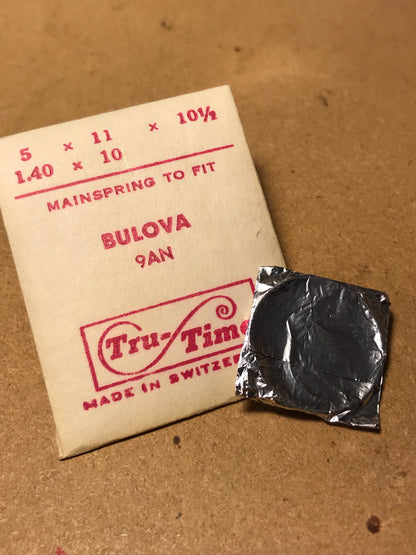 5 × 11 × 10½
1.40 × 10
MAINSPRING TO FIT
BULOVA
9AN
Tru-Time
MADE IN SWITZER